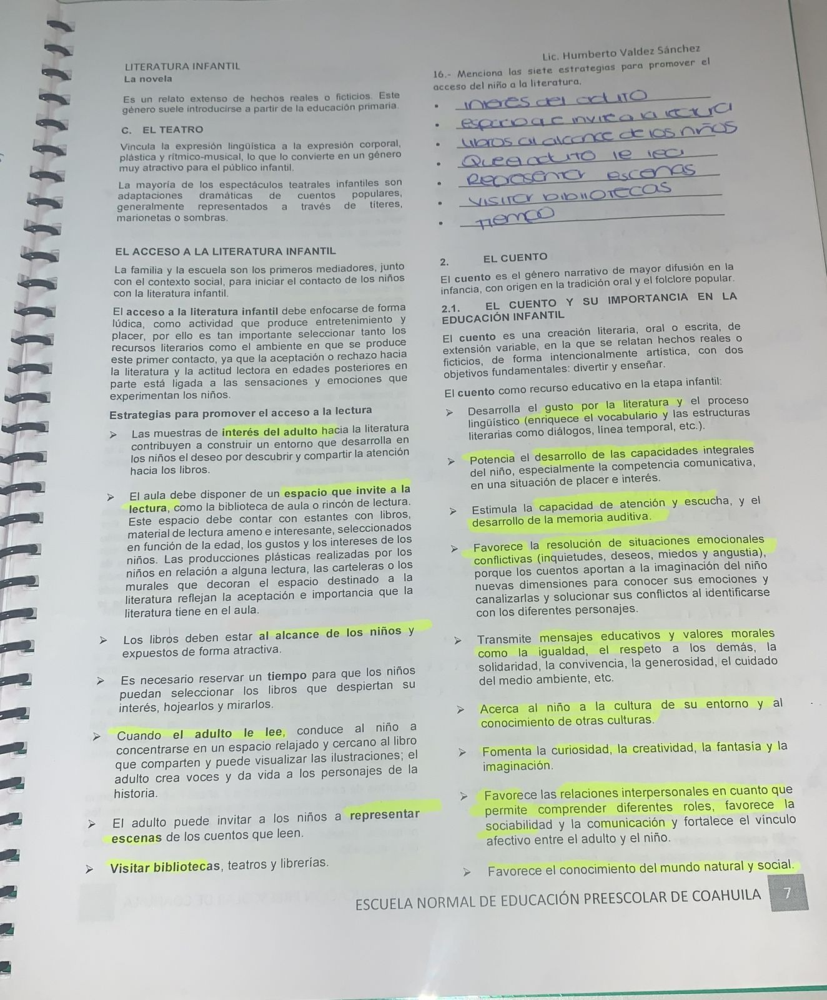 LITERATURA INFANTIL
La novela
Es un relato extenso de hechos reales o ficticios. Este
género suele introducirse a partir de la educación primaria.
C. EL TEATRO
Vincula la expresión lingüística a la expresión corporal,
plástica y rítmico-musical, lo que lo convierte en un género
muy atractivo para el público infantil.
La mayoría de los espectáculos teatrales infantiles son
adaptaciones dramáticas de cuentos populares,
generalmente representados a través de títeres,
marionetas o sombras.
EL ACCESO A LA LITERATURA INFANTIL
La familia y la escuela son los primeros mediadores, junto
con el contexto social, para iniciar el contacto de los niños
con la literatura infantil.
El acceso a la literatura infantil debe enfocarse de forma
lúdica, como actividad que produce entretenimiento y
placer, por ello es tan importante seleccionar tanto los
recursos literarios como el ambiente en que se produce
este primer contacto, ya que la aceptación o rechazo hacia
la literatura y la actitud lectora en edades posteriores en
parte está ligada a las sensaciones y emociones que
experimentan los niños.
Estrategias para promover el acceso a la lectura
➢ Las muestras de interés del adulto hacia la literatura
contribuyen a construir un entorno que desarrolla en
los niños el deseo por descubrir y compartir la atención
hacia los libros.
➢ El aula debe disponer de un espacio que invite a la
lectura, como la biblioteca de aula o rincón de lectura.
Este espacio debe contar con estantes con libros,
material de lectura ameno e interesante, seleccionados
en función de la edad, los gustos y los intereses de los
niños. Las producciones plásticas realizadas por los
niños en relación a alguna lectura, las carteleras o los
murales que decoran el espacio destinado a la
literatura reflejan la aceptación e importancia que la
literatura tiene en el aula.
➢ Los libros deben estar al alcance de los niños y
expuestos de forma atractiva.
➢ Es necesario reservar un tiempo para que los niños
puedan seleccionar los libros que despiertan su
interés, hojearlos y mirarlos.
➢ Cuando el adulto le lee, conduce al niño a
concentrarse en un espacio relajado y cercano al libro
que comparten y puede visualizar las ilustraciones; el
adulto crea voces y da vida a los personajes de la
historia.
➢ El adulto puede invitar a los niños a representar
escenas de los cuentos que leen.
➢ Visitar bibliotecas, teatros y librerías.
Lic. Humberto Valdez Sánchez
16.- Menciona las siete estrategias para promover el
acceso del niño a la literatura.
• interes del adulto
• espacio que invite a la lectura
• libros al alcance de los niños
• Que el adulto le lea
• Representar escenas
• visitar bibliotecas
• tiempo
2. EL CUENTO
El cuento es el género narrativo de mayor difusión en la
infancia, con origen en la tradición oral y el folclore popular.
2.1. EL CUENTO Y SU IMPORTANCIA EN LA
EDUCACIÓN INFANTIL
El cuento es una creación literaria, oral o escrita, de
extensión variable, en la que se relatan hechos reales o
ficticios, de forma intencionalmente artística, con dos
objetivos fundamentales: divertir y enseñar.
El cuento como recurso educativo en la etapa infantil:
➢ Desarrolla el gusto por la literatura y el proceso
lingüístico (enriquece el vocabulario y las estructuras
literarias como diálogos, línea temporal, etc.).
➢ Potencia el desarrollo de las capacidades integrales
del niño, especialmente la competencia comunicativa,
en una situación de placer e interés.
➢ Estimula la capacidad de atención y escucha, y el
desarrollo de la memoria auditiva.
➢ Favorece la resolución de situaciones emocionales
conflictivas (inquietudes, deseos, miedos y angustia),
porque los cuentos aportan a la imaginación del niño
nuevas dimensiones para conocer sus emociones y
canalizarlas y solucionar sus conflictos al identificarse
con los diferentes personajes.
➢ Transmite mensajes educativos y valores morales
como la igualdad, el respeto a los demás, la
solidaridad, la convivencia, la generosidad, el cuidado
del medio ambiente, etc.
➢ Acerca al niño a la cultura de su entorno y al
conocimiento de otras culturas.
➢ Fomenta la curiosidad, la creatividad, la fantasía y la
imaginación.
➢ Favorece las relaciones interpersonales en cuanto que
permite comprender diferentes roles, favorece la
sociabilidad y la comunicación y fortalece el vínculo
afectivo entre el adulto y el niño.
➢ Favorece el conocimiento del mundo natural y social.
ESCUELA NORMAL DE EDUCACIÓN PREESCOLAR DE COAHUILA 7